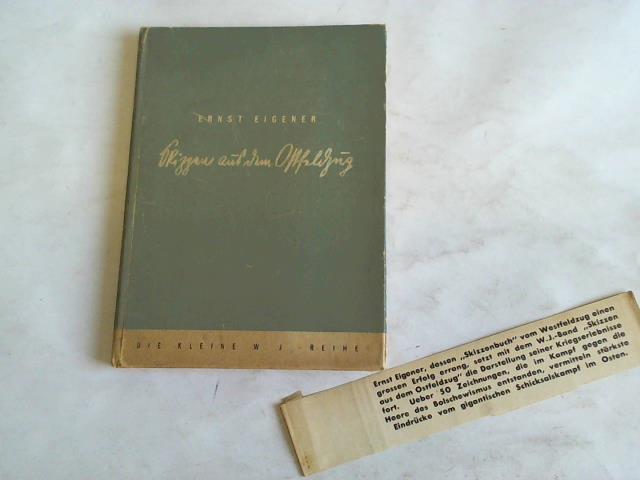 ERNST EIGENER
Skizzen aus dem Ostfeldzug
DIE KLEINE W. J.-REIHE
Ernst Eigener, dessen „Skizzenbuch" vom Westfeldzug einen
grossen Erfolg errang, setzt mit dem W.J.-Band „Skizzen
aus dem Ostfeldzug" die Darstellung seiner Kriegserlebnisse
fort. Ueber 50 Zeichnungen, die im Kampf gegen die
Heere des Bolschewismus entstanden, vermitteln stärkste
Eindrücke vom gigantischen Schicksalskampf im Osten.